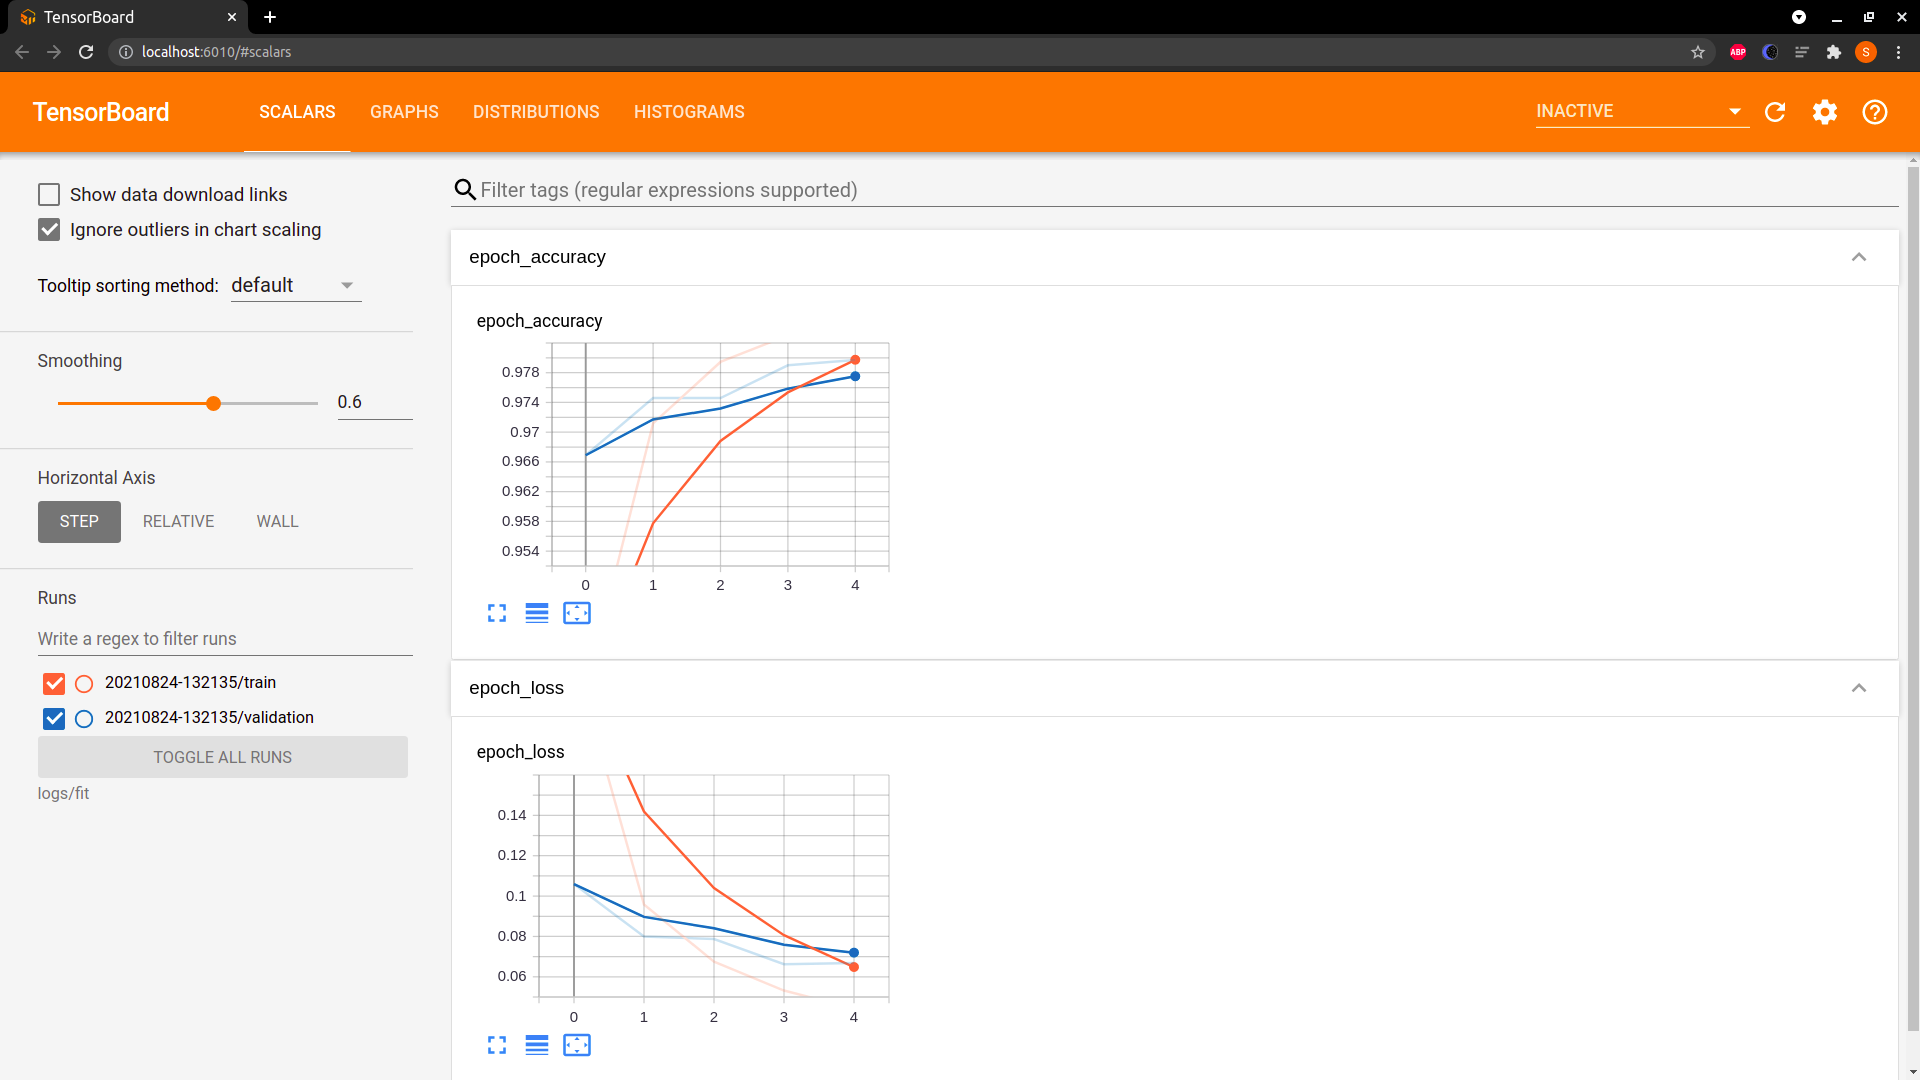 TensorBoard
localhost:6010/#scalars
ABP
S
TensorBoard
SCALARS GRAPHS DISTRIBUTIONS HISTOGRAMS
INACTIVE
Show data download links
Ignore outliers in chart scaling
Tooltip sorting method: default
Smoothing
0.6
Horizontal Axis
STEP RELATIVE WALL
Runs
Write a regex to filter runs
20210824-132135/train
20210824-132135/validation
TOGGLE ALL RUNS
logs/fit
Filter tags (regular expressions supported)
epoch_accuracy
epoch_accuracy
0.978
0.974
0.97
0.966
0.962
0.958
0.954
0 1 2 3 4
epoch_loss
epoch_loss
0.14
0.12
0.1
0.08
0.06
0 1 2 3 4